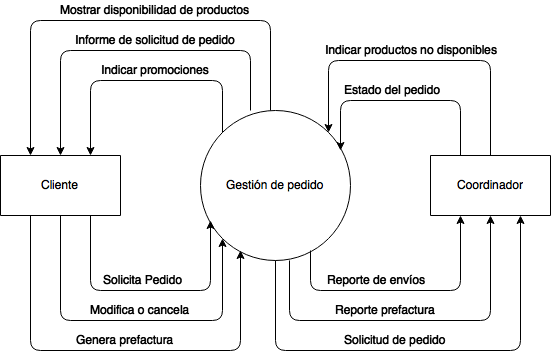 Mostrar disponibilidad de productos
Informe de solicitud de pedido
Indicar productos no disponibles
Indicar promociones
Estado del pedido
Cliente
Gestión de pedido
Coordinador
Solicita Pedido
Reporte de envíos
Modifica o cancela
Reporte prefactura
Genera prefactura
Solicitud de pedido